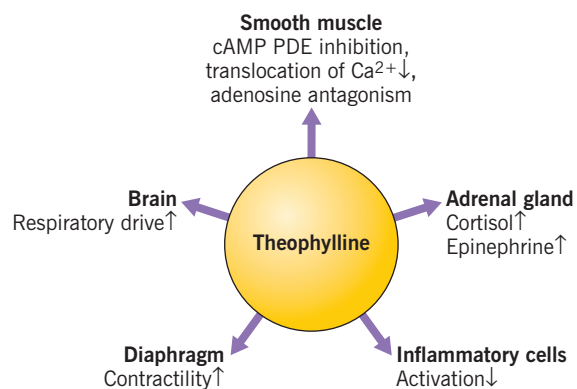 Smooth muscle
cAMP PDE inhibition,
translocation of Ca²⁺↓,
adenosine antagonism
Brain
Respiratory drive↑
Theophylline
Adrenal gland
Cortisol↑
Epinephrine↑
Diaphragm
Contractility↑
Inflammatory cells
Activation↓